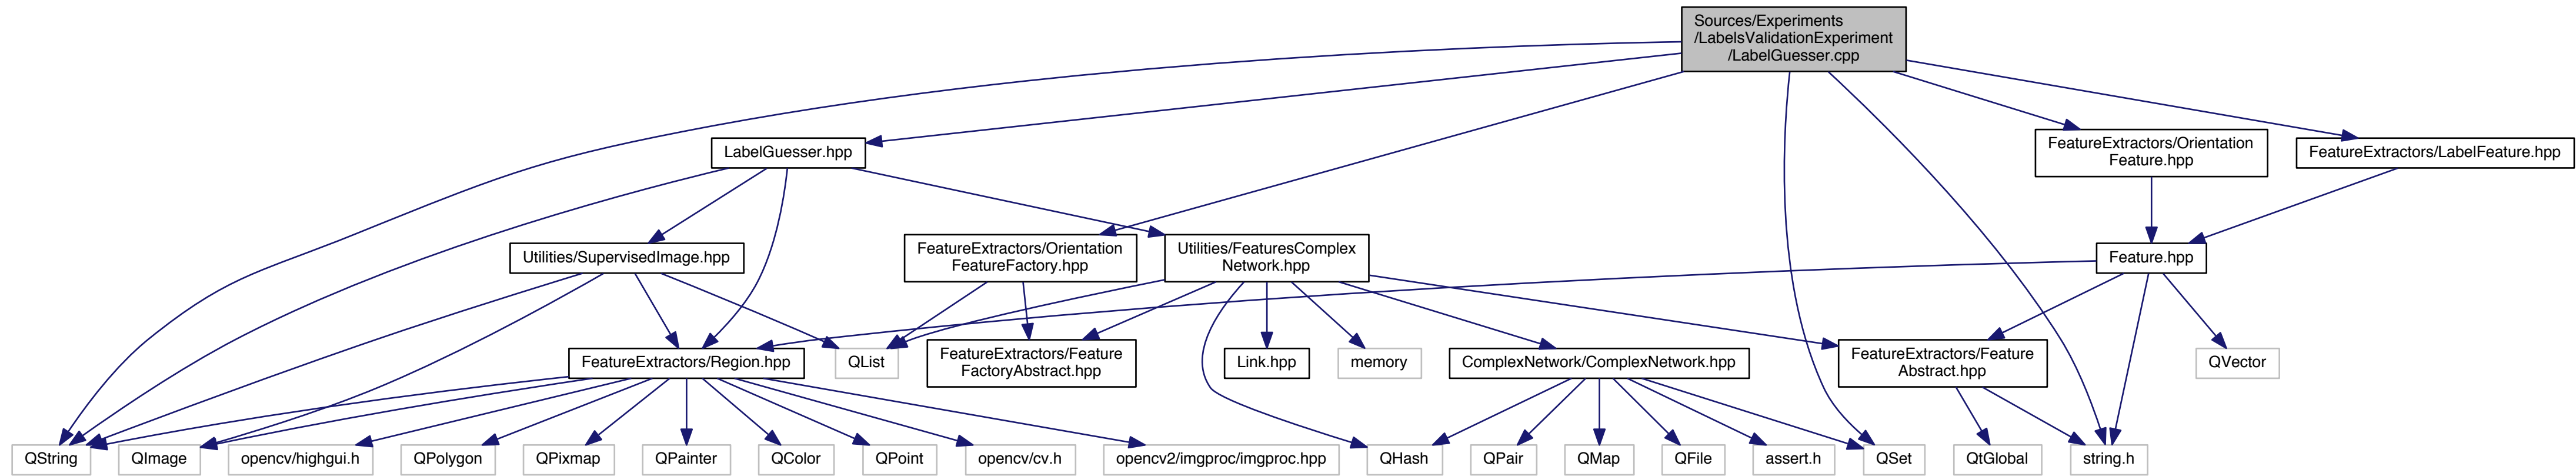 Sources/Experiments
/LabelsValidationExperiment
/LabelGuesser.cpp
LabelGuesser.hpp
FeatureExtractors/Orientation
Feature.hpp
FeatureExtractors/LabelFeature.hpp
Utilities/SupervisedImage.hpp
FeatureExtractors/Orientation
FeatureFactory.hpp
Utilities/FeaturesComplex
Network.hpp
Feature.hpp
FeatureExtractors/Region.hpp
QList
FeatureExtractors/Feature
FactoryAbstract.hpp
Link.hpp
memory
ComplexNetwork/ComplexNetwork.hpp
FeatureExtractors/Feature
Abstract.hpp
QVector
QString
QImage
opencv/highgui.h
QPolygon
QPixmap
QPainter
QColor
QPoint
opencv/cv.h
opencv2/imgproc/imgproc.hpp
QHash
QPair
QMap
QFile
assert.h
QSet
QtGlobal
string.h